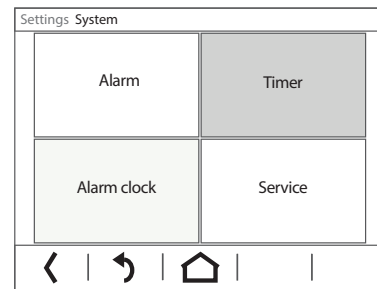 Settings System
Alarm
Timer
Alarm clock
Service